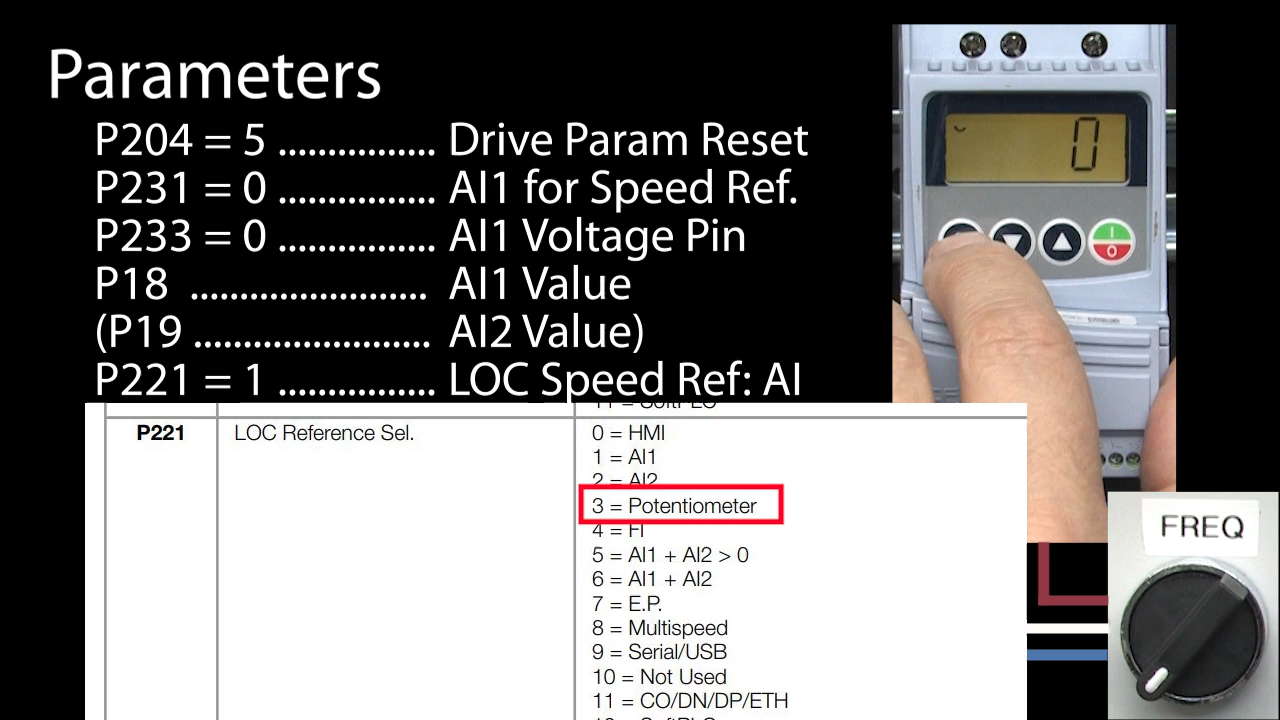 Parameters
P204 = 5 ................ Drive Param Reset
P231 = 0 ................ AI1 for Speed Ref.
P233 = 0 ................ AI1 Voltage Pin
P18 ........................ AI1 Value
(P19 ........................ AI2 Value)
P221 = 1 ................ LOC Speed Ref: AI
0
I
O
P221 LOC Reference Sel. 0 = HMI
1 = AI1
2 = AI2
3 = Potentiometer
4 = FI
5 = AI1 + AI2 > 0
6 = AI1 + AI2
7 = E.P.
8 = Multispeed
9 = Serial/USB
10 = Not Used
11 = CO/DN/DP/ETH
FREQ